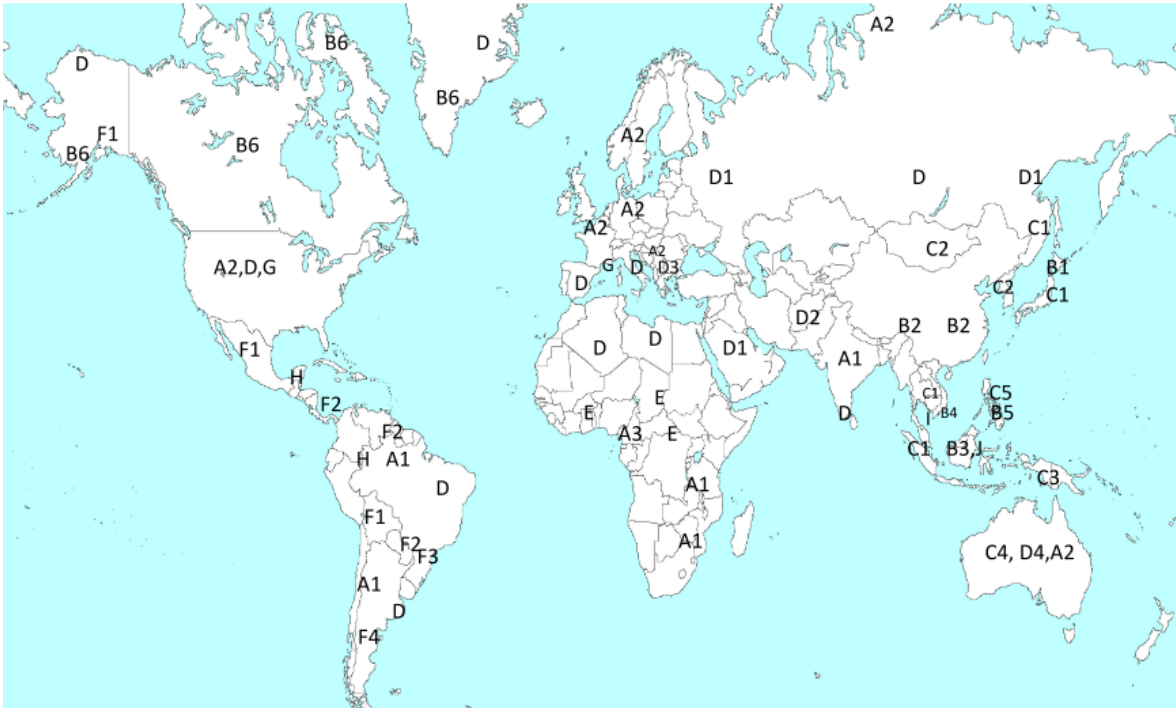 A2
B6
D
D
B6
F1
A2
B6
B6
D1
D
D1
A2
A2
C1
A2
C2
A2,D,G
G
D
D3
B1
D
C2
C1
D2
B2
B2
F1
D
D
D1
A1
H
C1
C5
F2
E
E
D
I
B4
B5
F2
A3
E
H
A1
C1
B3,J
D
A1
C3
F1
A1
F2
F3
C4, D4,A2
A1
D
F4